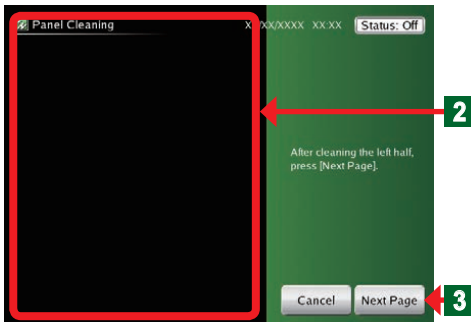 Panel Cleaning XX/XX/XXXX XX:XX Status: Off
2
After cleaning the left half,
press [Next Page].
Cancel Next Page 3